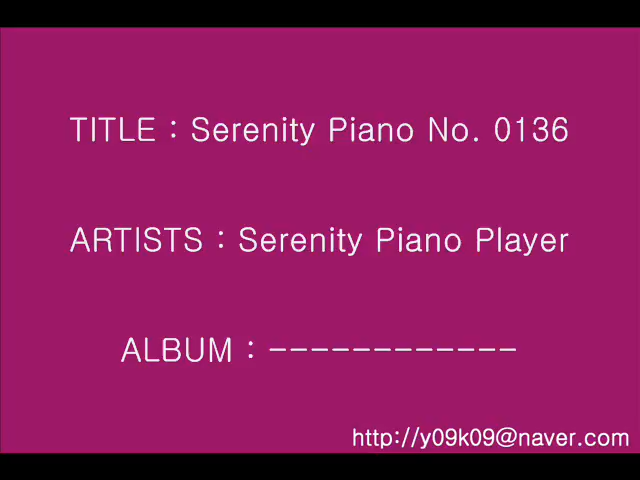 TITLE : Serenity Piano No. 0136
ARTISTS : Serenity Piano Player
ALBUM : ------------
http://y09k09@naver.com